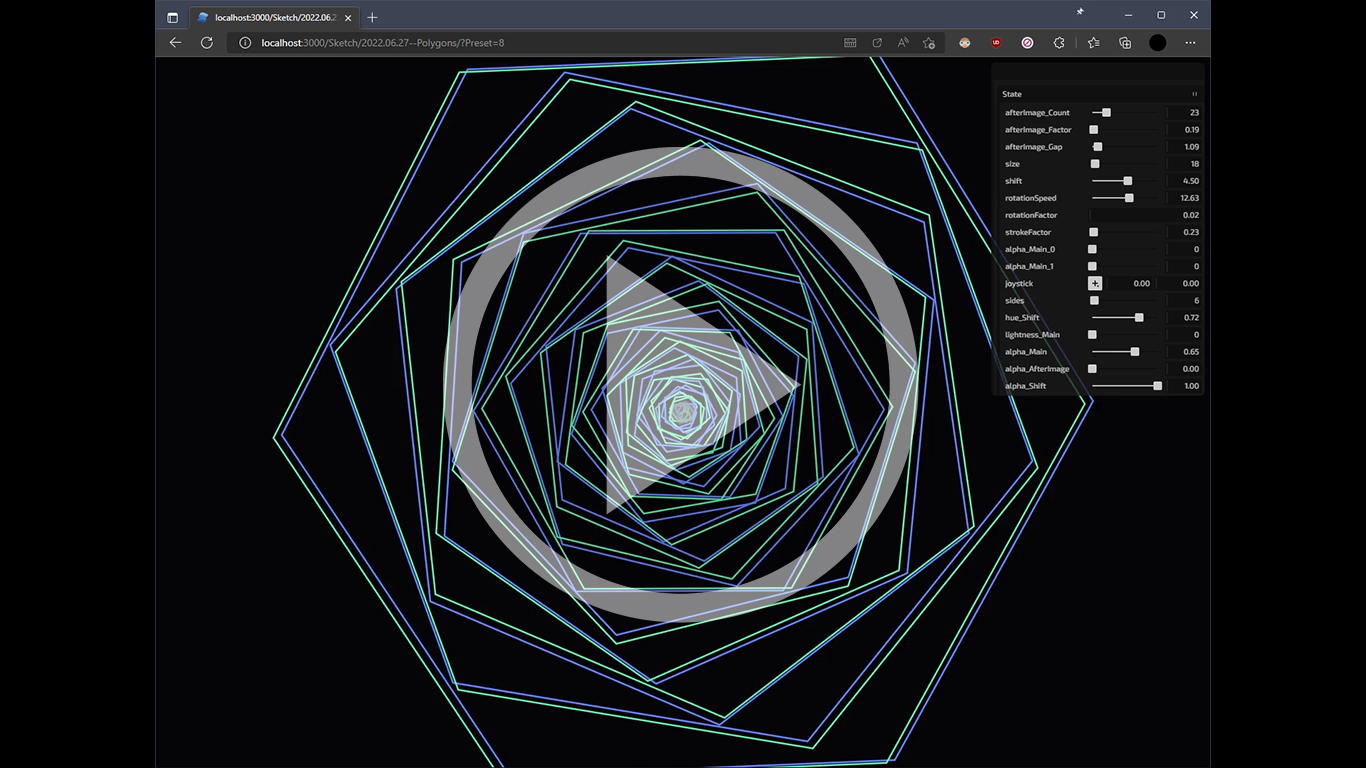 localhost:3000/Sketch/2022.06.2
localhost:3000/Sketch/2022.06.27--Polygons/?Preset=8
State
afterImage_Count 23
afterImage_Factor 0.19
afterImage_Gap 1.09
size 18
shift 4.50
rotationSpeed 12.63
rotationFactor 0.02
strokeFactor 0.23
alpha_Main_0 0
alpha_Main_1 0
joystick 0.00 0.00
sides 6
hue_Shift 0.72
lightness_Main 0
alpha_Main 0.65
alpha_AfterImage 0.00
alpha_Shift 1.00